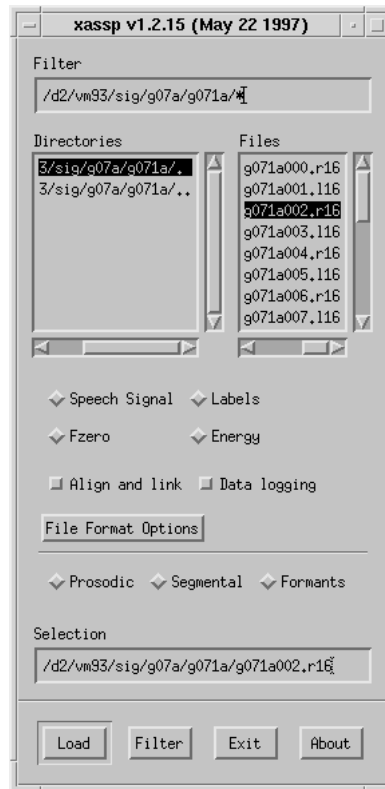 xassp v1.2.15 (May 22 1997)
Filter
/d2/vm93/sig/g07a/g071a/*
Directories Files
3/sig/g07a/g071a/. g071a000.r16
3/sig/g07a/g071a/.. g071a001.l16
g071a002.r16
g071a003.l16
g071a004.r16
g071a005.l16
g071a006.r16
g071a007.l16
Speech Signal Labels
Fzero Energy
Align and link Data logging
File Format Options
Prosodic Segmental Formants
Selection
/d2/vm93/sig/g07a/g071a/g071a002.r16
Load Filter Exit About